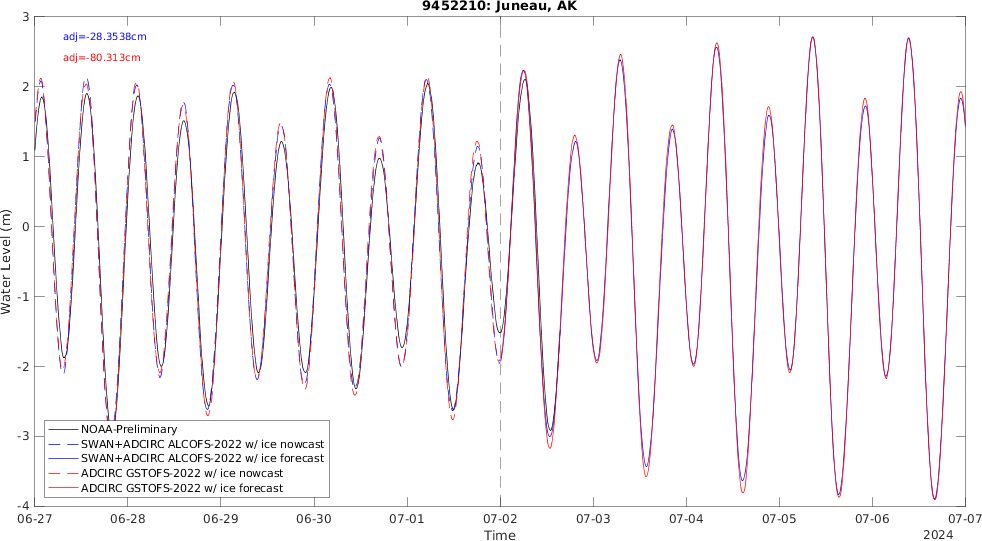 9452210: Juneau, AK
adj=-28.3538cm
adj=-80.313cm
3
2
1
0
-1
-2
-3
-4
Water Level (m)
NOAA-Preliminary
SWAN+ADCIRC ALCOFS-2022 w/ ice nowcast
SWAN+ADCIRC ALCOFS-2022 w/ ice forecast
ADCIRC GSTOFS-2022 w/ ice nowcast
ADCIRC GSTOFS-2022 w/ ice forecast
06-27 06-28 06-29 06-30 07-01 07-02 07-03 07-04 07-05 07-06 07-07
Time
2024